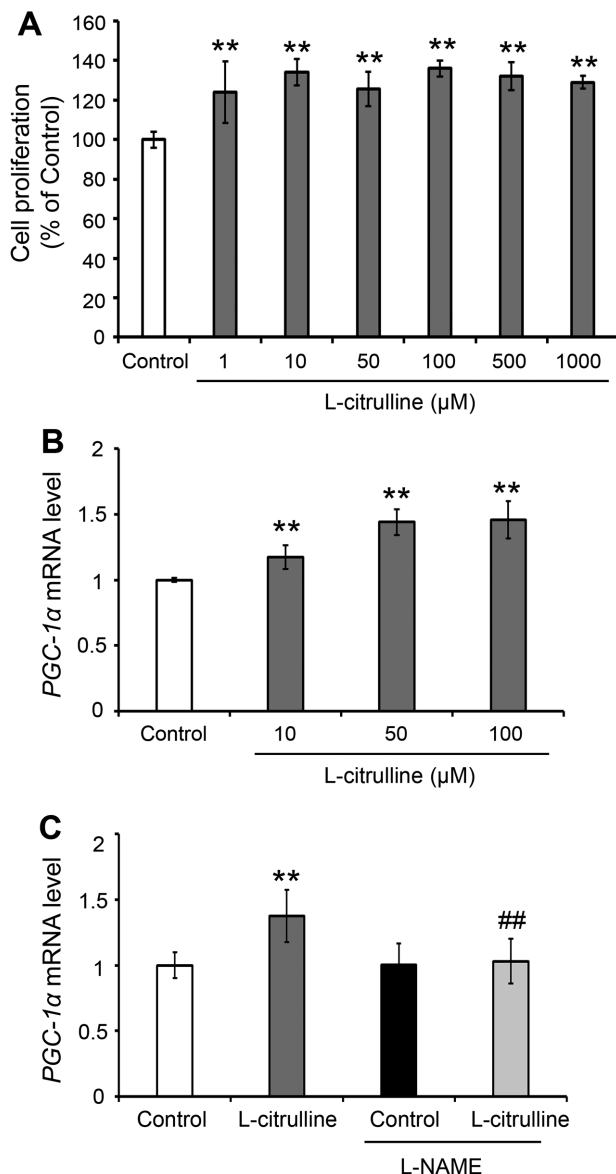 A
160
140
120
100
80
60
40
20
0
Cell proliferation
(% of Control)
** ** ** ** ** **
Control 1 10 50 100 500 1000
L-citrulline (µM)
B
2
1.5
1
0.5
0
PGC-1α mRNA level
** ** **
Control 10 50 100
L-citrulline (µM)
C
2
1.5
1
0.5
0
PGC-1α mRNA level
** ##
Control L-citrulline Control L-citrulline
L-NAME